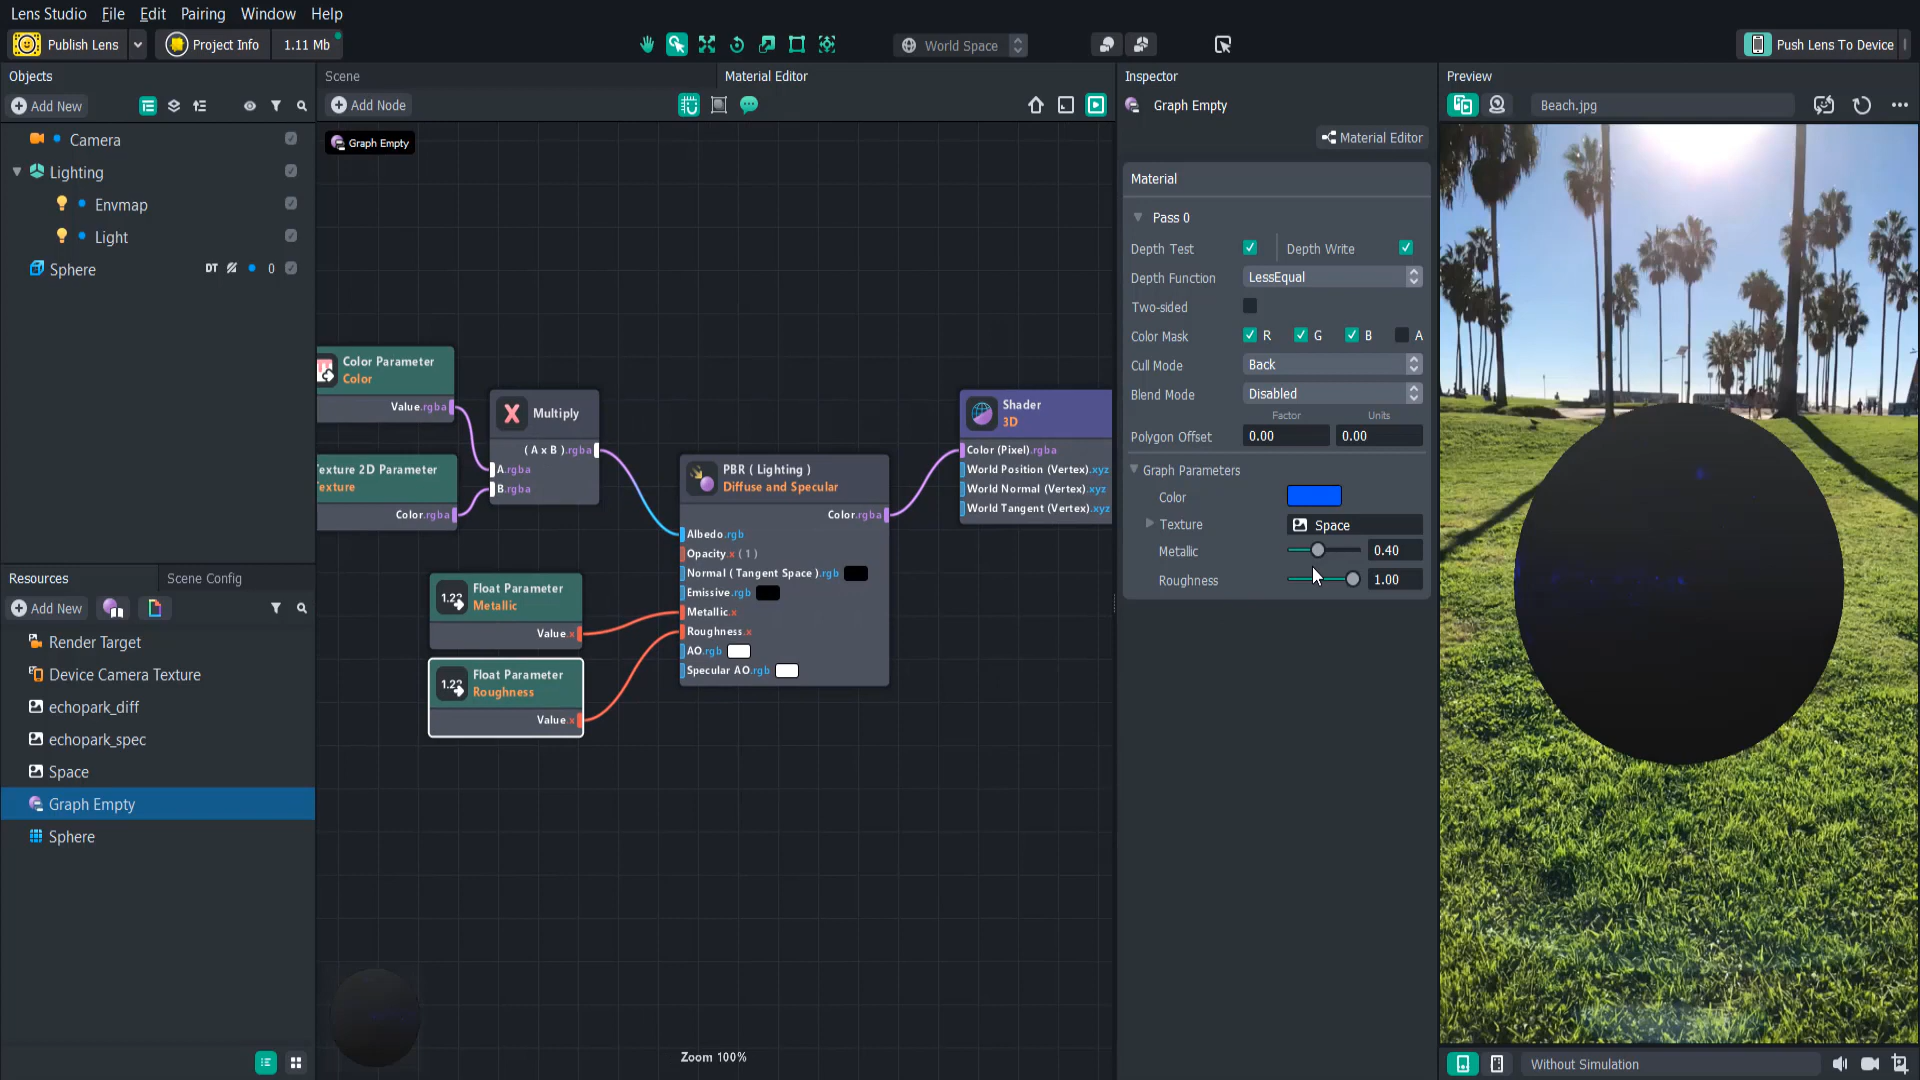 Lens Studio File Edit Pairing Window Help
Publish Lens Project Info 1.11 Mb World Space Push Lens To Device
Objects
Add New
Camera
Lighting
Envmap
Light
Sphere DT 0
Resources Scene Config
Add New
Render Target
Device Camera Texture
echopark_diff
echopark_spec
Space
Graph Empty
Sphere
Scene Material Editor
Add Node
Graph Empty
Color Parameter
Color
Value.rgba
Texture 2D Parameter
Texture
Color.rgba
X Multiply
( A x B ).rgba
A.rgba
B.rgba
1.22 Float Parameter
Metallic
Value.x
1.22 Float Parameter
Roughness
Value.x
PBR ( Lighting )
Diffuse and Specular
Color.rgba
Albedo.rgb
Opacity.x ( 1 )
Normal ( Tangent Space ).rgb
Emissive.rgb
Metallic.x
Roughness.x
AO.rgb
Specular AO.rgb
Shader
3D
Color (Pixel).rgba
World Position (Vertex).xyz
World Normal (Vertex).xyz
World Tangent (Vertex).xyz
Zoom 100%
Inspector
Graph Empty
Material Editor
Material
Pass 0
Depth Test Depth Write
Depth Function LessEqual
Two-sided
Color Mask R G B A
Cull Mode Back
Blend Mode Disabled
Factor Units
Polygon Offset 0.00 0.00
Graph Parameters
Color
Texture Space
Metallic 0.40
Roughness 1.00
Preview
Beach.jpg
Without Simulation